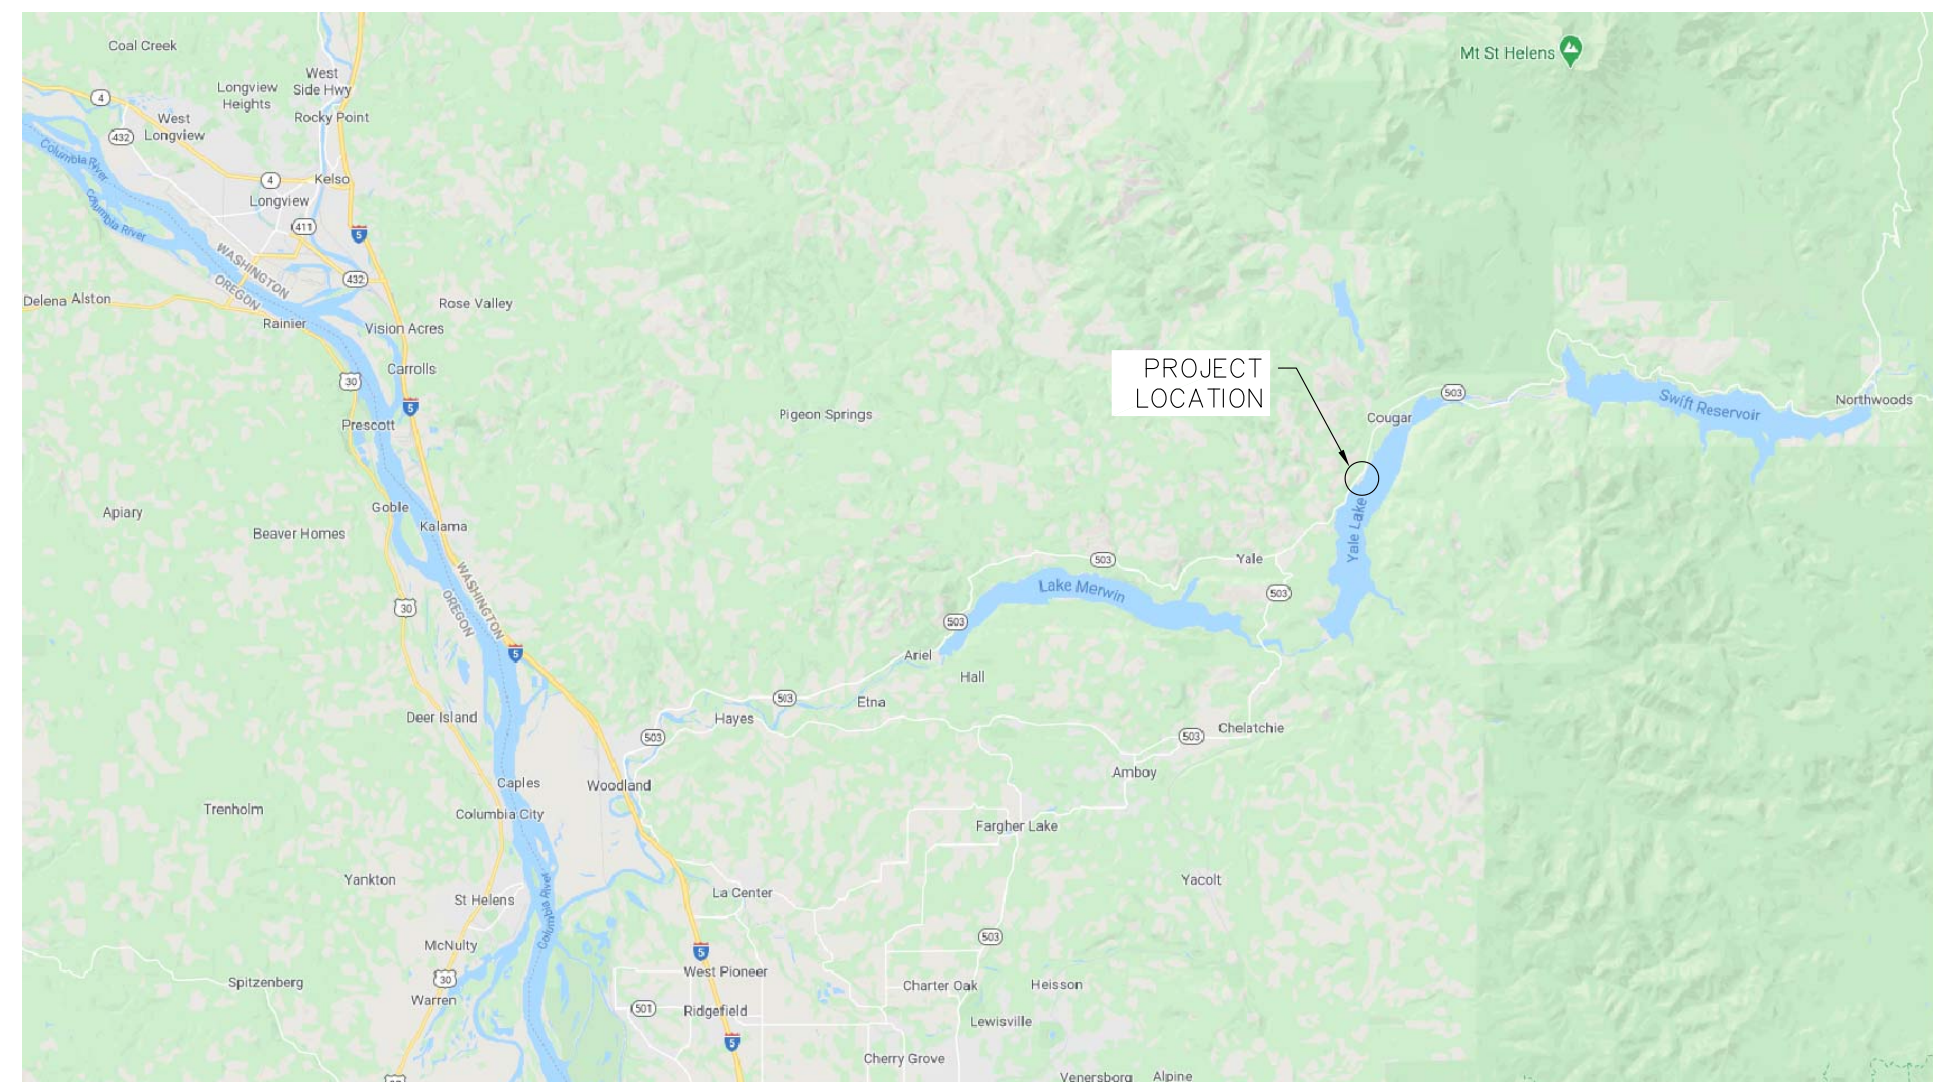 Coal Creek
Mt St Helens
West
Side Hwy
Longview
Heights
4
Rocky Point
West
Longview
432
Columbia River
4
Kelso
Longview
Columbia River
411
5
WASHINGTON
OREGON
432
Delena
Alston
Rose Valley
Rainier
Vision Acres
Carrolls
30
5
PROJECT
LOCATION
503
Swift Reservoir
Northwoods
Pigeon Springs
Cougar
Prescott
Goble
Apiary
Kalama
Beaver Homes
Yale Lake
Yale
503
WASHINGTON
OREGON
Lake Merwin
503
30
503
5
Ariel
Hall
503
Etna
Deer Island
Hayes
503
503
Chelatchie
Amboy
Caples
Woodland
Trenholm
Columbia City
Fargher Lake
Yankton
Yacolt
La Center
St Helens
Columbia River
503
McNulty
5
West Pioneer
30
Spitzenberg
Charter Oak
Heisson
Warren
501
Ridgefield
Lewisville
5
Cherry Grove
Venersborg
Alpine